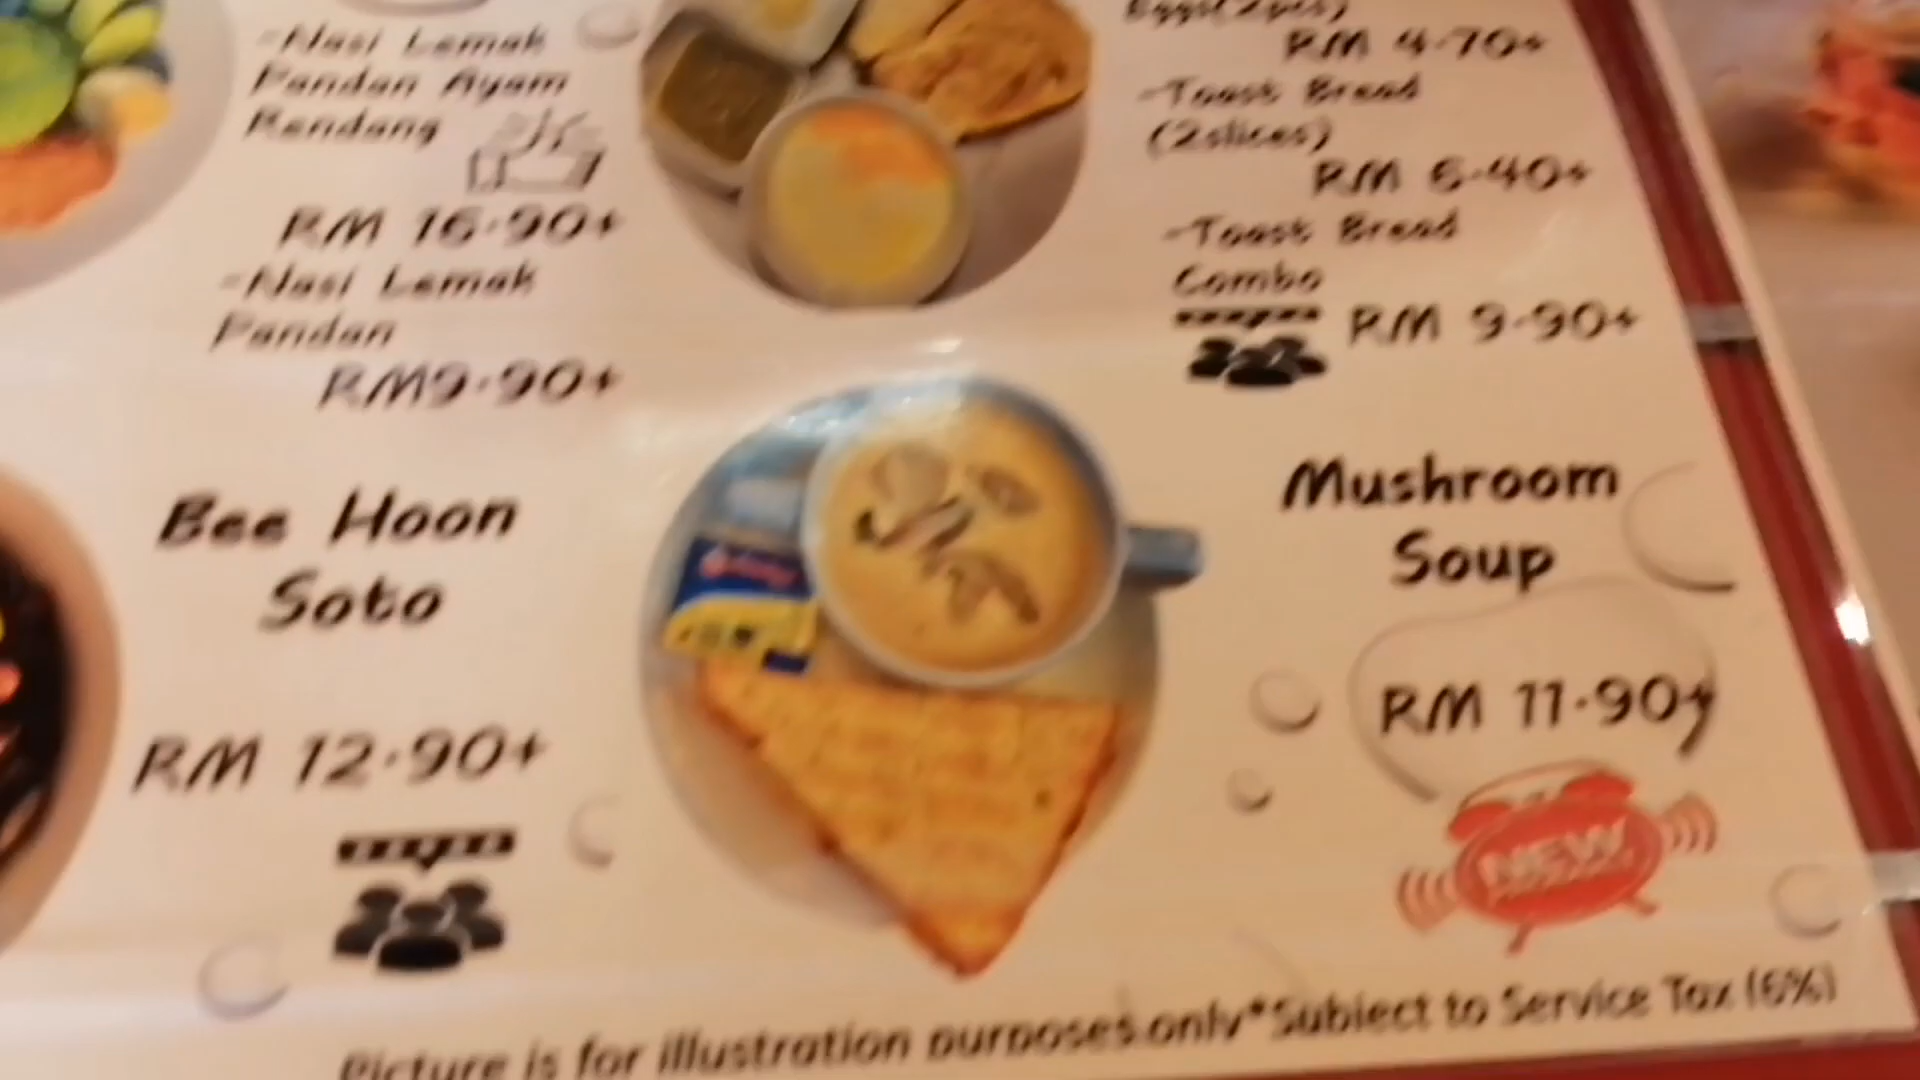 -Nasi Lemak
Pandan Ayam
Rendang
RM 16.90+
-Nasi Lemak
Pandan
RM9.90+
Bee Hoon
Soto
RM 12.90+
Eggs(2pcs)
RM 4.70+
-Toast Bread
(2slices)
RM 6.40+
-Toast Bread
Combo
RM 9.90+
Mushroom
Soup
RM 11.90+
NEW
Picture is for illustration purposes only*Subject to Service Tax (6%)